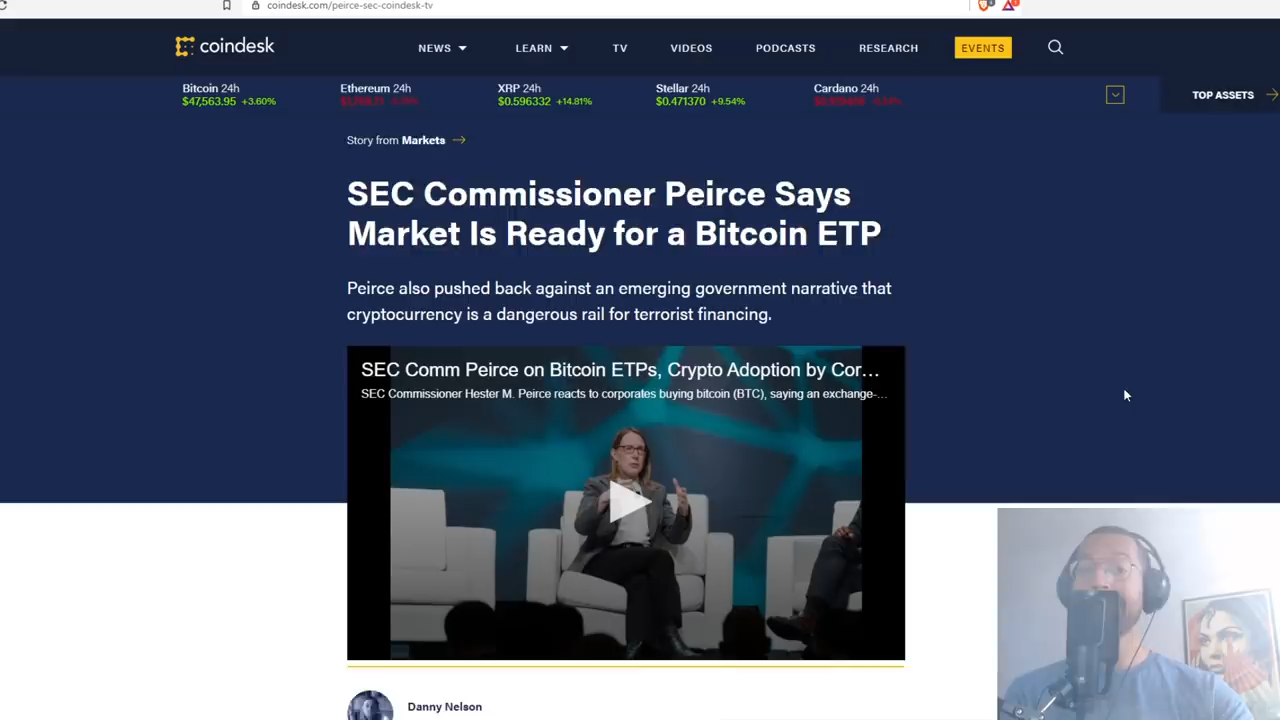 coindesk.com/peirce-sec-coindesk-tv
coindesk
NEWS
LEARN
TV
VIDEOS
PODCASTS
RESEARCH
EVENTS
Bitcoin 24h
Ethereum 24h
XRP 24h
Stellar 24h
Cardano 24h
$47,563.95 +3.60%
$0.596332 +14.81%
$0.471370 +9.54%
TOP ASSETS
Story from Markets
SEC Commissioner Peirce Says
Market Is Ready for a Bitcoin ETP
Peirce also pushed back against an emerging government narrative that
cryptocurrency is a dangerous rail for terrorist financing.
SEC Comm Peirce on Bitcoin ETPs, Crypto Adoption by Cor...
SEC Commissioner Hester M. Peirce reacts to corporates buying bitcoin (BTC), saying an exchange-...
Danny Nelson